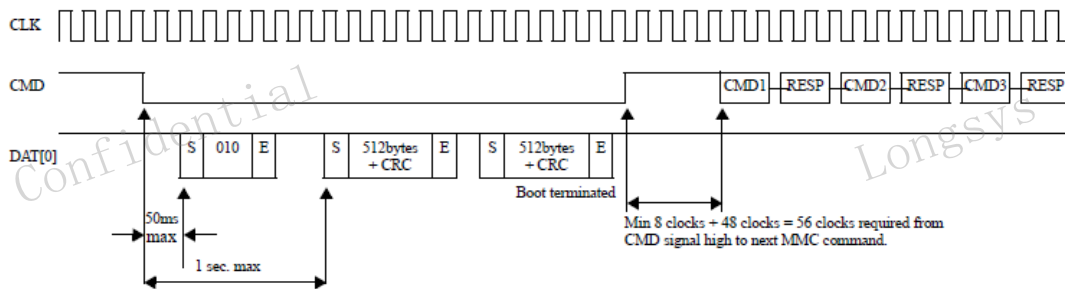 CLK
CMD
CMD1 RESP CMD2 RESP CMD3 RESP
Confidential
Longsys
DAT[0]
S 010 E S 512bytes + CRC E S 512bytes + CRC E
Boot terminated
50ms
max
Min 8 clocks + 48 clocks = 56 clocks required from
CMD signal high to next MMC command.
1 sec. max